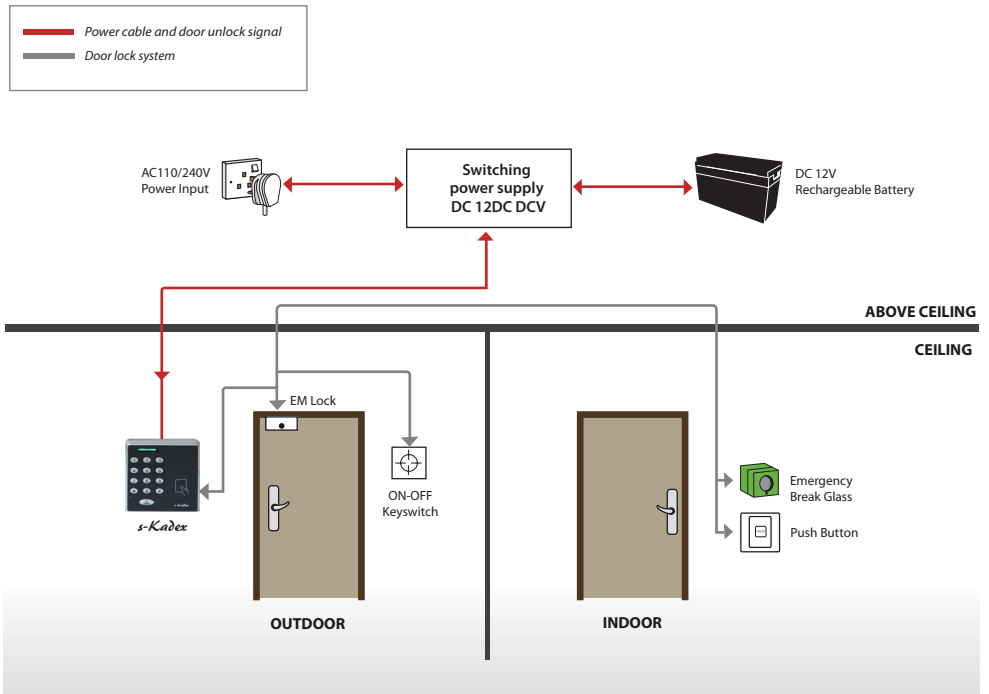 Power cable and door unlock signal
Door lock system
AC110/240V
Power Input
Switching
power supply
DC 12DC DCV
DC 12V
Rechargeable Battery
ABOVE CEILING
CEILING
EM Lock
ON-OFF
Keyswitch
s-Kadex
Emergency
Break Glass
Push Button
OUTDOOR
INDOOR